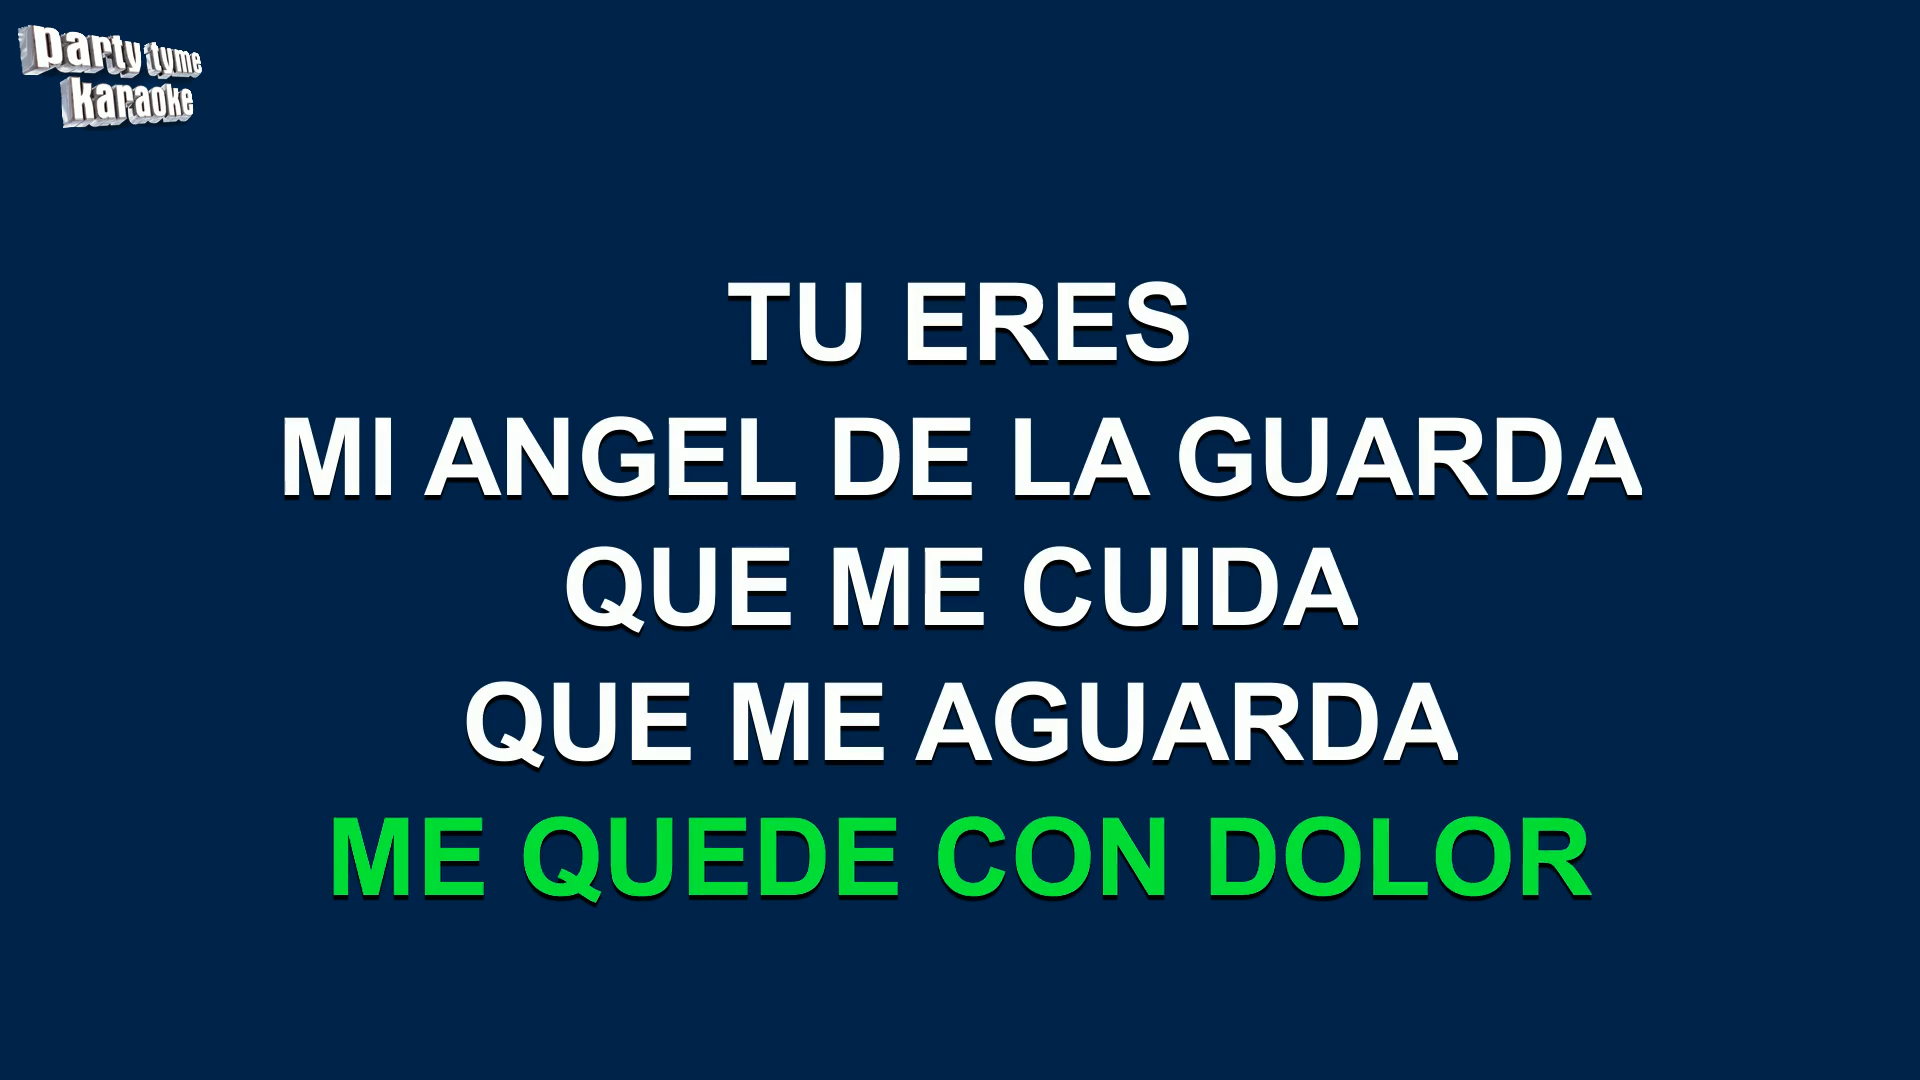 party tyme
karaoke
TU ERES
MI ANGEL DE LA GUARDA
QUE ME CUIDA
QUE ME AGUARDA
ME QUEDE CON DOLOR